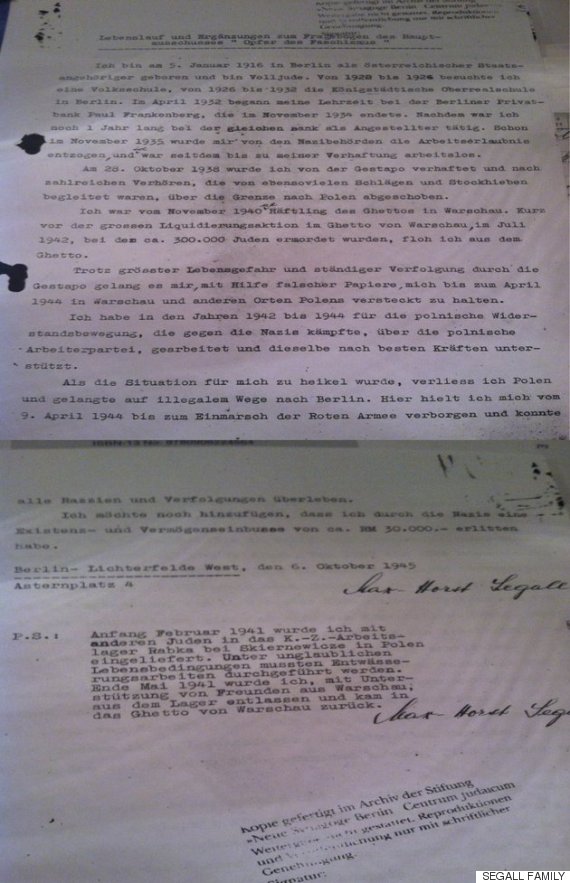 Kopie gefertigt im Archiv der Stiftung
»Neue Synagoge Berlin Centrum Judaicum
Weitergabe nicht gestattet. Reproduktionen
und nur mit schriftlicher
Genehmigung.
Lebenslauf und Ergänzungen zum Fragebogen des Haupt-
ausschusses " Opfer des Faschismus "
Ich bin am 5. Januar 1916 in Berlin als österreichischer Staats-
angehöriger geboren und bin Volljude. Von 1922 bis 1926 besuchte ich
eine Volksschule, von 1926 bis 1932 die Königstädtische Oberrealschule
in Berlin. Im April 1932 begann meine Lehrzeit bei der Berliner Privat-
bank Paul Frankenberg, die im November 1934 endete. Nachdem war ich
noch 1 Jahr lang bei der gleichen Bank als Angestellter tätig. Schon
im November 1935 wurde mir von den Nazibehörden die Arbeitserlaubnis
entzogen, und war seitdem bis zu meiner Verhaftung arbeitslos.
Am 28. Oktober 1938 wurde ich von der Gestapo verhaftet und nach
zahlreichen Verhören, die von ebensovielen Schlägen und Stockhieben
begleitet waren, über die Grenze nach Polen abgeschoben.
Ich war vom November 1940 Häftling des Ghettos in Warschau. Kurz
vor der grossen Liquidierungsaktion im Ghetto von Warschau, im Juli
1942, bei dem ca. 300.000 Juden ermordet wurden, floh ich aus dem
Ghetto.
Trotz grösster Lebensgefahr und ständiger Verfolgung durch die
Gestapo gelang es mir, mit Hilfe falscher Papiere, mich bis zum April
1944 in Warschau und anderen Orten Polens versteckt zu halten.
Ich habe in den Jahren 1942 bis 1944 für die polnische Wider-
standsbewegung, die gegen die Nazis kämpfte, über die polnische
Arbeiterpartei, gearbeitet und dieselbe nach besten Kräften unter-
stützt.
Als die Situation für mich zu heikel wurde, verliess ich Polen
und gelangte auf illegalem Wege nach Berlin. Hier hielt ich mich vom
9. April 1944 bis zum Einmarsch der Roten Armee verborgen und konnte
alle Razzien und Verfolgungen überleben.
Ich möchte noch hinzufügen, dass ich durch die Nazis eine
Existenz- und Vermögenseinbusse von ca. RM 30.000.- erlitten
habe.
Berlin- Lichterfelde West, den 6. Oktober 1945
Asternplatz 4
Max Horst Segall
P.S.: Anfang Februar 1941 wurde ich mit
anderen Juden in das K.-Z.-Arbeits-
lager Rabka bei Skierniewicze in Polen
eingeliefert. Unter unglaublichen
Lebensbedingungen mussten Entwässe-
rungsarbeiten durchgeführt werden.
Ende Mai 1941 wurde ich, mit Unter-
stützung von Freunden aus Warschau,
aus dem Lager entlassen und kam in
das Ghetto von Warschau zurück.
Max Horst Sega
Kopie gefertigt im Archiv der Stiftung
»Neue Synagoge Berlin Centrum Judaicum
Weitergabe nicht gestattet. Reproduktionen
und nur mit schriftlicher
Genehmigung.
Signatur:
SEGALL FAMILY